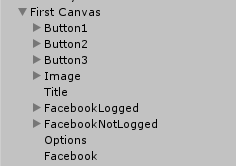 First Canvas
Button1
Button2
Button3
Image
Title
FacebookLogged
FacebookNotLogged
Options
Facebook